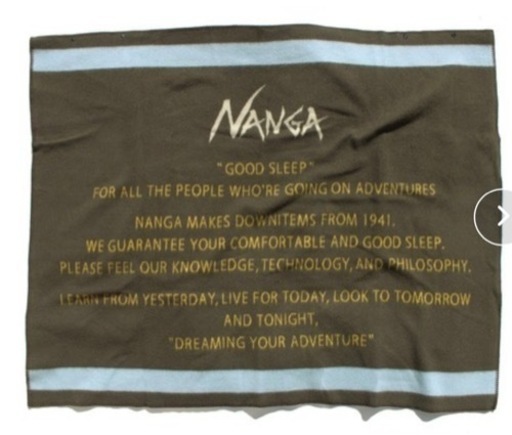 NANGA
"GOOD SLEEP"
FOR ALL THE PEOPLE WHO'RE GOING ON ADVENTURES
NANGA MAKES DOWNITEMS FROM 1941.
WE GUARANTEE YOUR COMFORTABLE AND GOOD SLEEP.
PLEASE FEEL OUR KNOWLEDGE, TECHNOLOGY, AND PHILOSOPHY.
LEARN FROM YESTERDAY, LIVE FOR TODAY, LOOK TO TOMORROW
AND TONIGHT,
"DREAMING YOUR ADVENTURE"